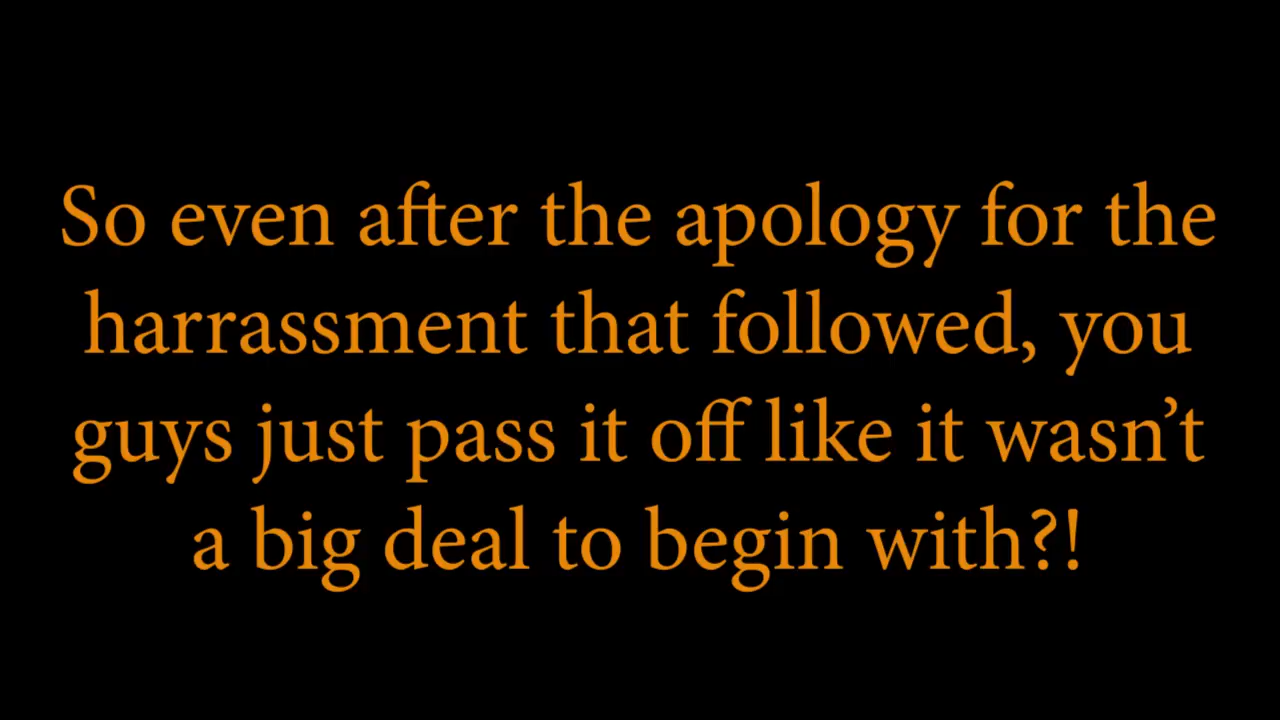 So even after the apology for the
harrassment that followed, you
guys just pass it off like it wasn’t
a big deal to begin with?!